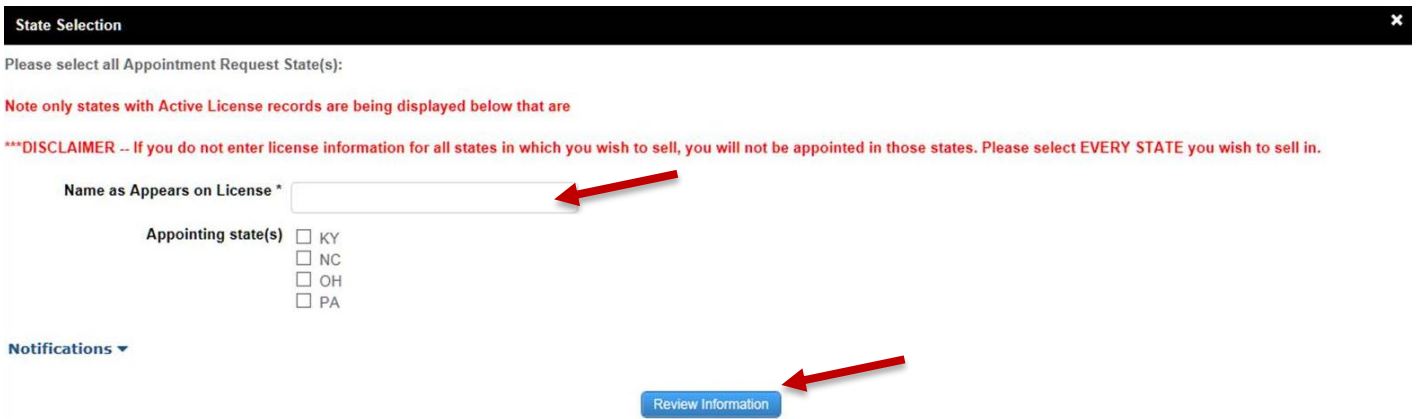 State Selection
Please select all Appointment Request State(s):
Note only states with Active License records are being displayed below that are
***DISCLAIMER -- If you do not enter license information for all states in which you wish to sell, you will not be appointed in those states. Please select EVERY STATE you wish to sell in.
Name as Appears on License *
Appointing state(s)
KY
NC
OH
PA
Notifications
Review Information